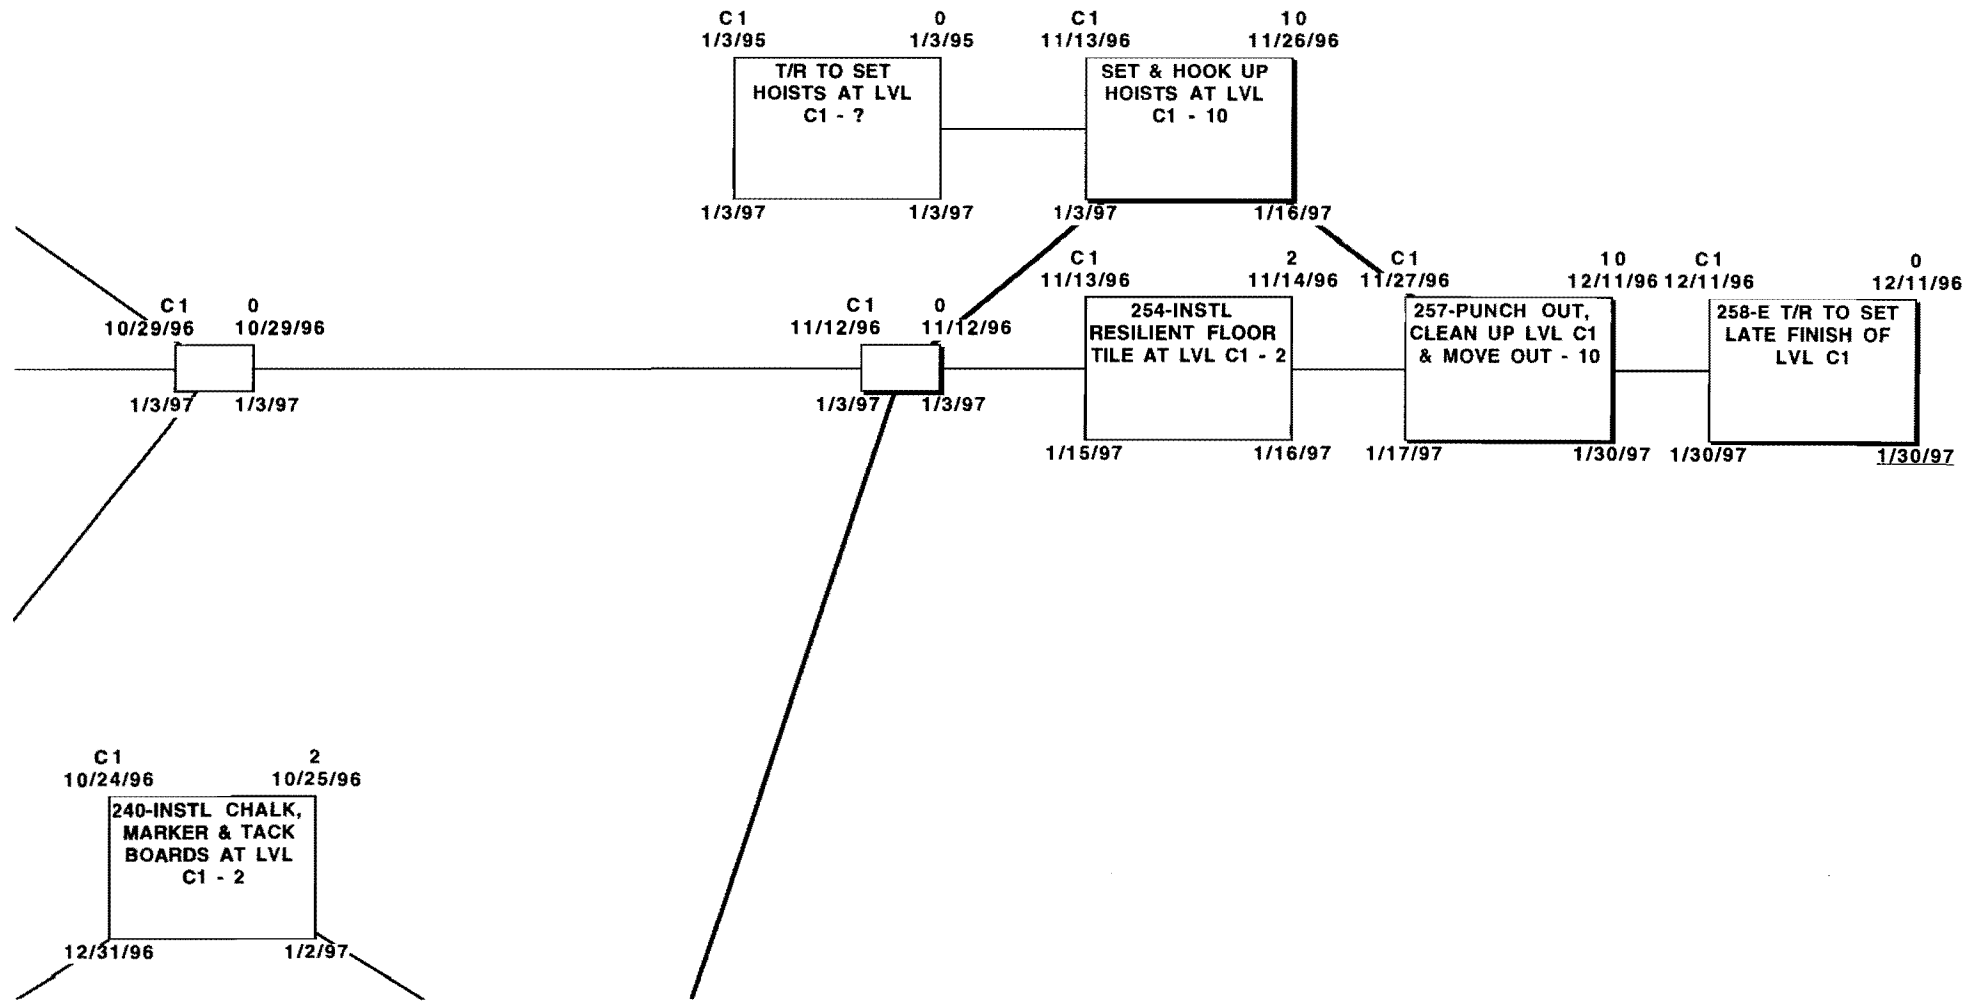 C1 0
1/3/95 1/3/95
T/R TO SET
HOISTS AT LVL
C1 - ?
1/3/97 1/3/97
C1 10
11/13/96 11/26/96
SET & HOOK UP
HOISTS AT LVL
C1 - 10
1/3/97 1/16/97
C1 0
10/29/96 10/29/96
1/3/97 1/3/97
C1 0
11/12/96 11/12/96
1/3/97 1/3/97
C1 2
11/13/96 11/14/96
254-INSTL
RESILIENT FLOOR
TILE AT LVL C1 - 2
1/15/97 1/16/97
C1 10
11/27/96 12/11/96
257-PUNCH OUT,
CLEAN UP LVL C1
& MOVE OUT - 10
1/17/97 1/30/97
C1 0
12/11/96 12/11/96
258-E T/R TO SET
LATE FINISH OF
LVL C1
1/30/97 1/30/97
C1 2
10/24/96 10/25/96
240-INSTL CHALK,
MARKER & TACK
BOARDS AT LVL
C1 - 2
12/31/96 1/2/97